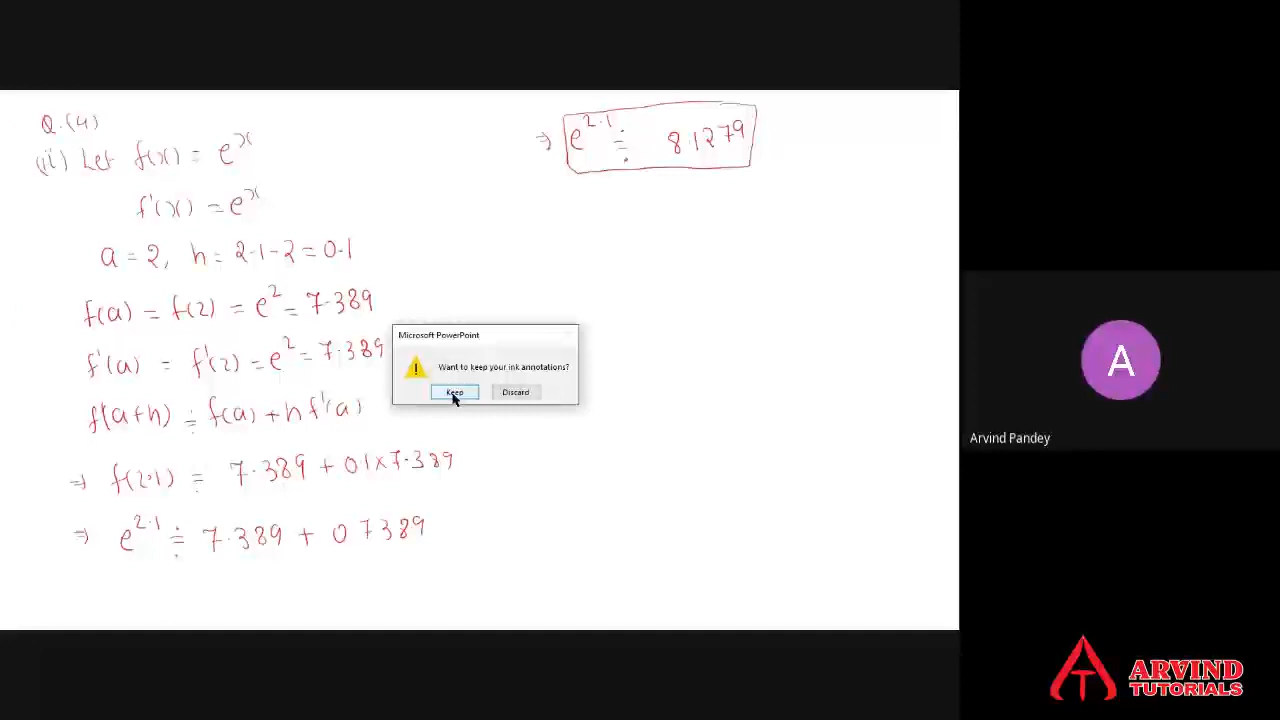 Q.(4)
(ii) Let f(x) = e^x
f'(x) = e^x
a = 2, h = 2·1-2 = 0·1
f(a) = f(2) = e^2 = 7·389
f'(a) = f'(2) = e^2 = 7·389
f(a+h) ≑ f(a) + h f'(a)
⇒ f(2·1) ≑ 7·389 + 0.1 × 7·389
⇒ e^2·1 ≑ 7·389 + 0 7389
⇒ e^2·1 ≑ 8.1279
Microsoft PowerPoint
Want to keep your ink annotations?
Keep
Discard
A
Arvind Pandey
ARVIND
TUTORIALS